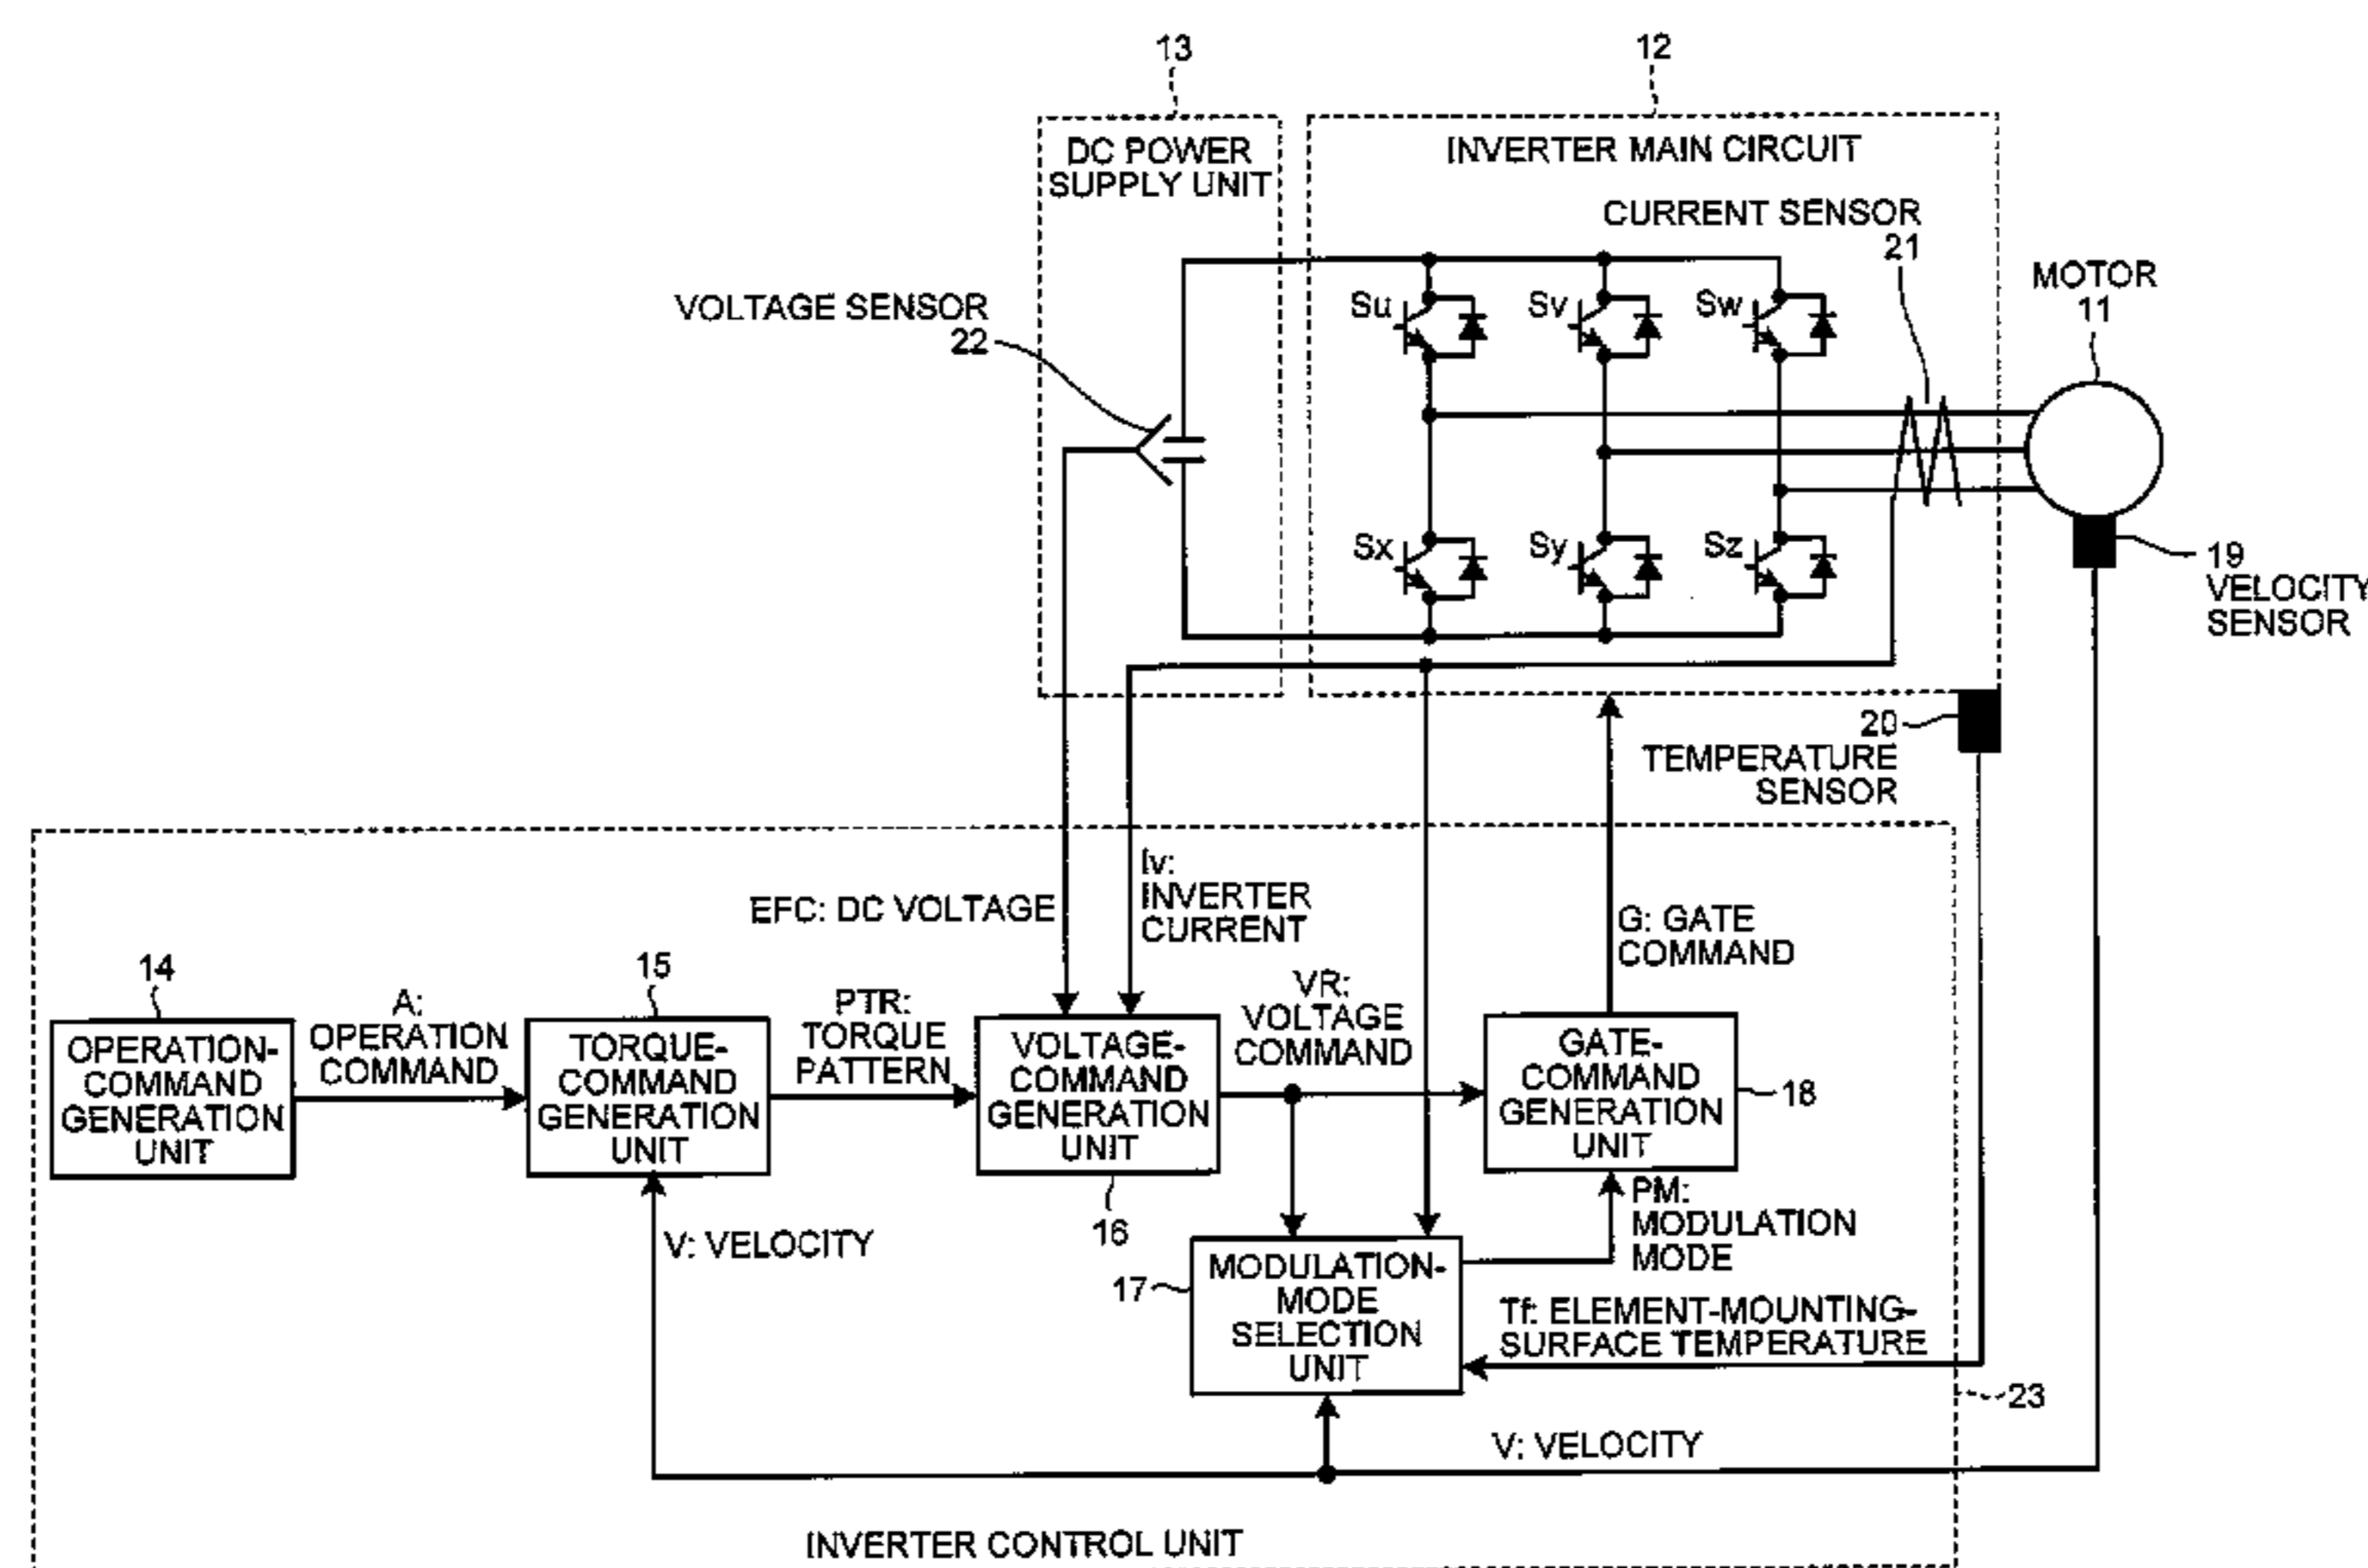 13
12
DC POWER
SUPPLY UNIT
INVERTER MAIN CIRCUIT
CURRENT SENSOR
21
MOTOR
11
VOLTAGE SENSOR
22
Su
Sv
Sw
Sx
Sy
Sz
19
VELOCITY
SENSOR
20
TEMPERATURE
SENSOR
EFC: DC VOLTAGE
Iv:
INVERTER
CURRENT
G: GATE
COMMAND
14
OPERATION-
COMMAND
GENERATION
UNIT
A:
OPERATION
COMMAND
15
TORQUE-
COMMAND
GENERATION
UNIT
PTR:
TORQUE
PATTERN
VOLTAGE-
COMMAND
GENERATION
UNIT
16
VR:
VOLTAGE
COMMAND
GATE-
COMMAND
GENERATION
UNIT
18
V: VELOCITY
17
MODULATION-
MODE
SELECTION
UNIT
PM:
MODULATION
MODE
Tf: ELEMENT-MOUNTING-
SURFACE TEMPERATURE
23
V: VELOCITY
INVERTER CONTROL UNIT